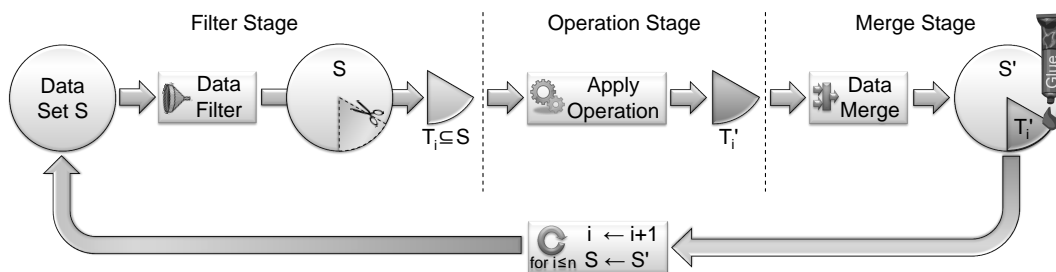 Filter Stage
Operation Stage
Merge Stage
Data
Set S
Data
Filter
S
Tᵢ⊆S
Apply
Operation
Tᵢ'
Data
Merge
S'
Tᵢ'
Glue
i ← i+1
for i≤n S ← S'